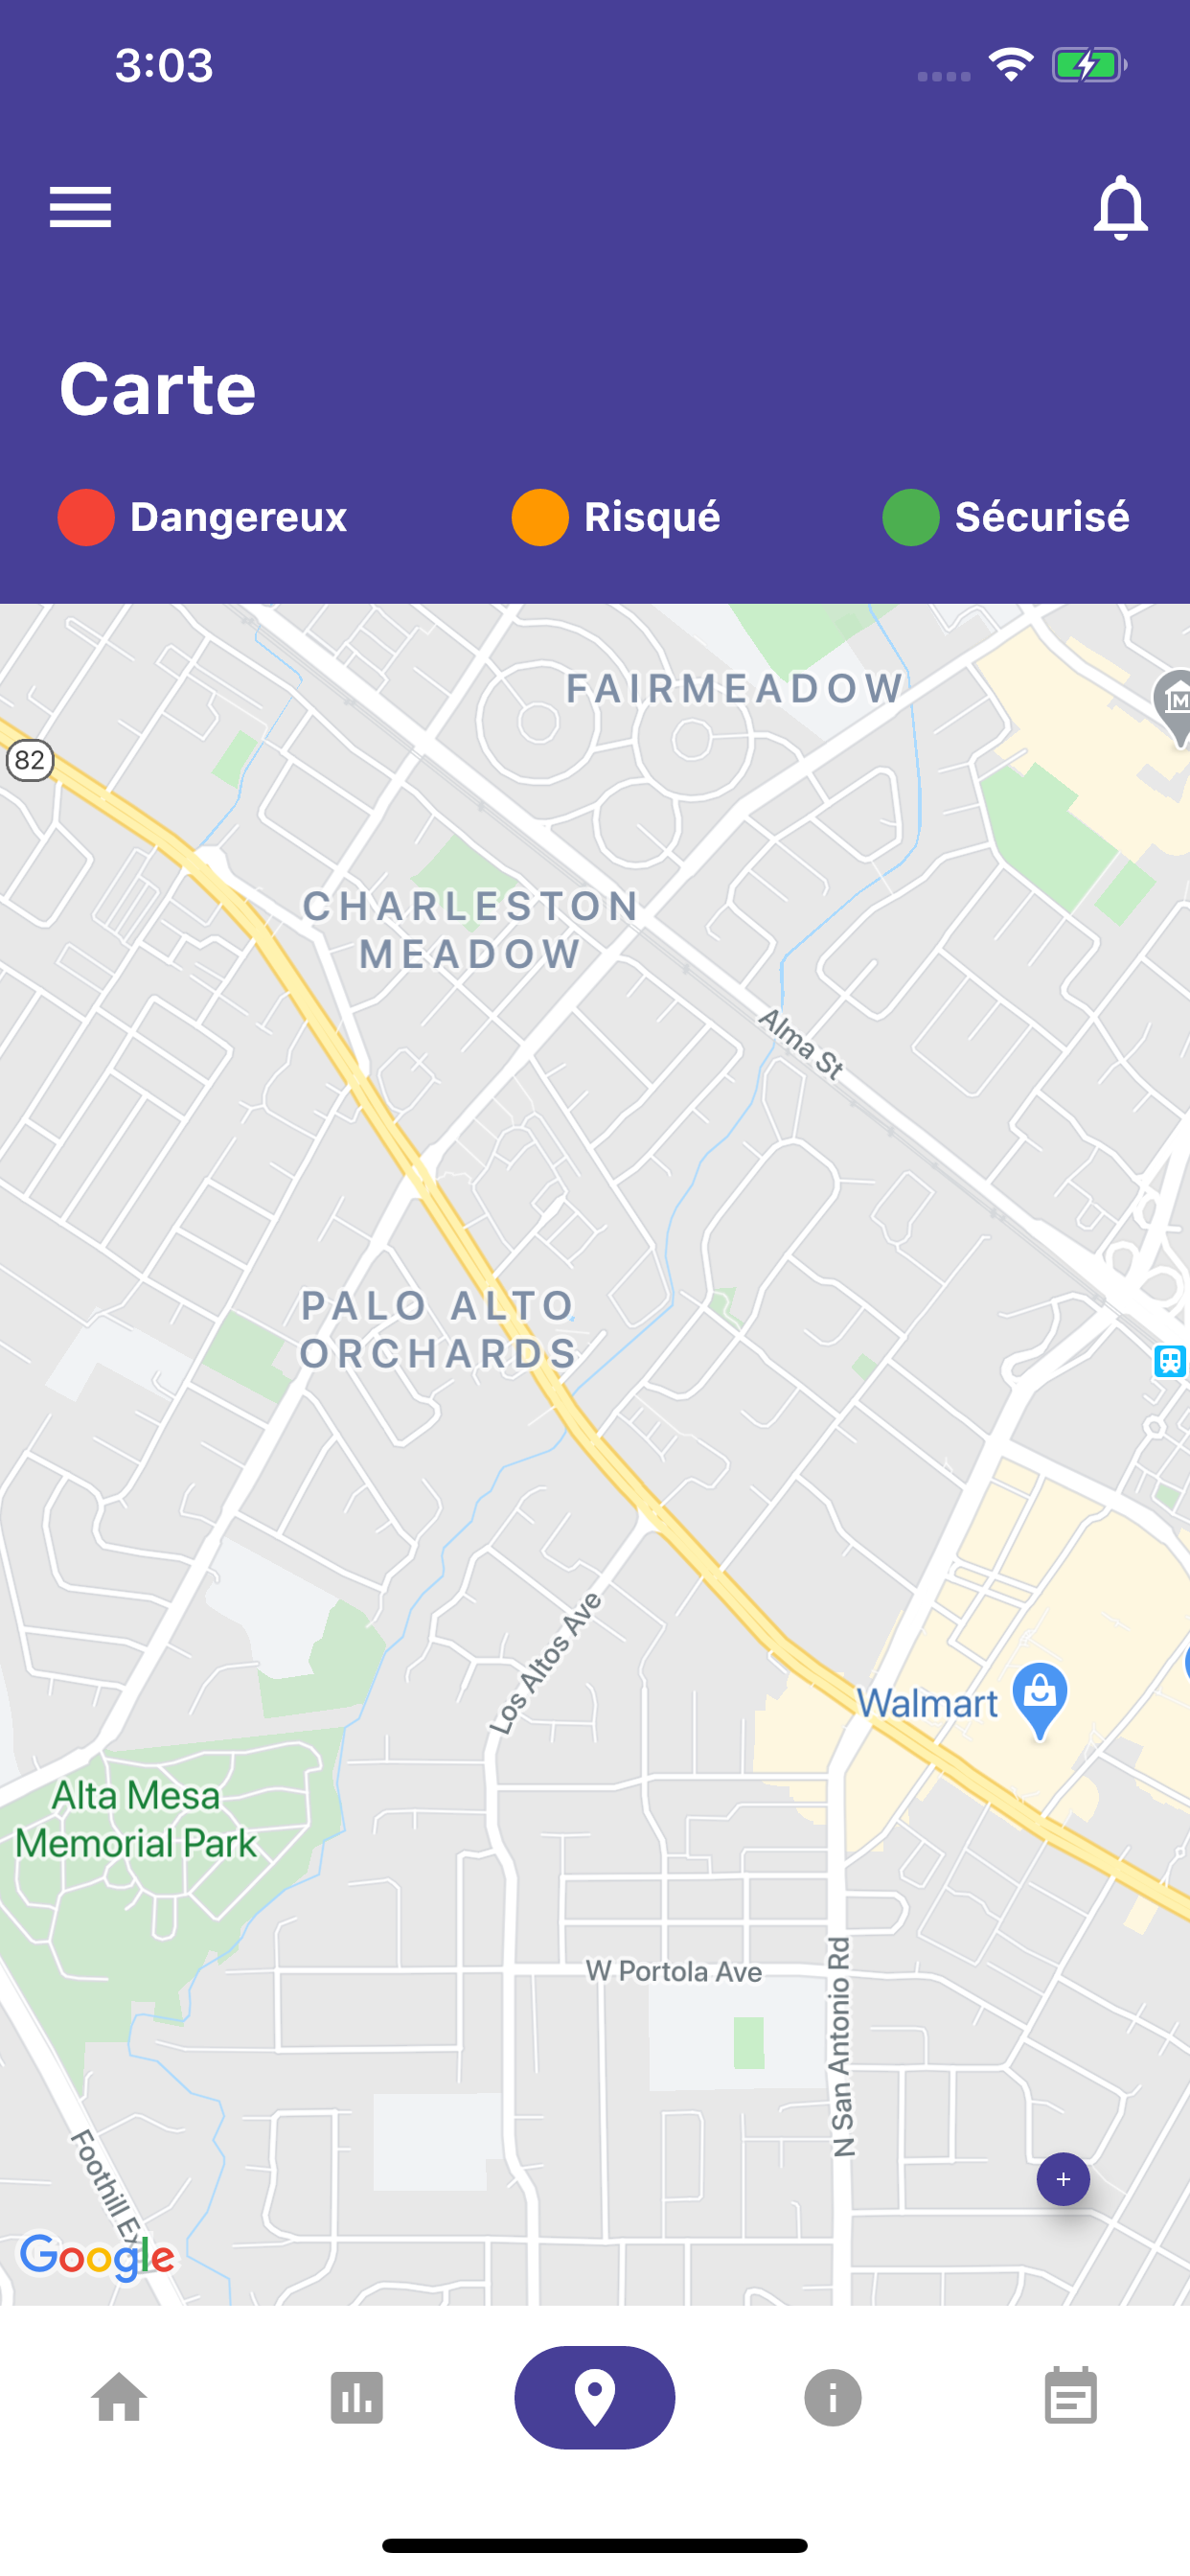 3:03
Carte
Dangereux
Risqué
Sécurisé
FAIRMEADOW
M
82
CHARLESTON
MEADOW
Alma St
PALO ALTO
ORCHARDS
Los Altos Ave
Walmart
Alta Mesa
Memorial Park
W Portola Ave
N San Antonio Rd
Foothill Ex
+
Google